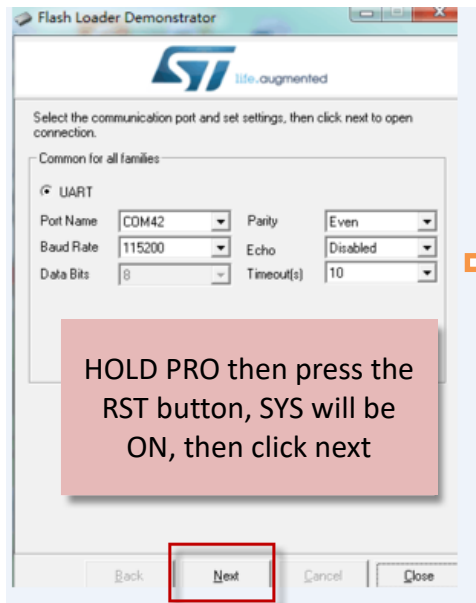 Flash Loader Demonstrator
life.augmented
Select the communication port and set settings, then click next to open
connection.
Common for all families
UART
Port Name COM42 Parity Even
Baud Rate 115200 Echo Disabled
Data Bits 8 Timeout(s) 10
HOLD PRO then press the
RST button, SYS will be
ON, then click next
Back Next Cancel Close